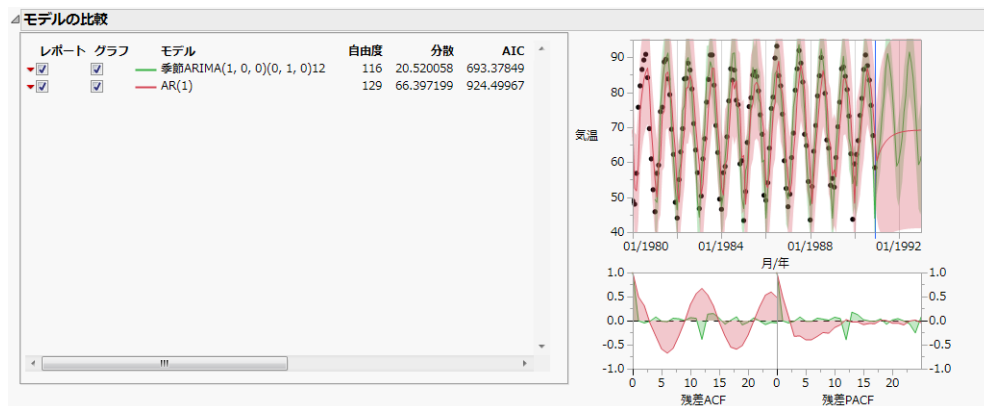 モデルの比較
レポート グラフ モデル 自由度 分散 AIC
季節ARIMA(1, 0, 0)(0, 1, 0)12 116 20.520058 693.37849
AR(1) 129 66.397199 924.49967
気温
90
80
70
60
50
40
01/1980 01/1984 01/1988 01/1992
月/年
1.0 1.0
0.5 0.5
0.0 0.0
-0.5 -0.5
-1.0 -1.0
0 5 10 15 20 0 5 10 15 20
残差ACF 残差PACF